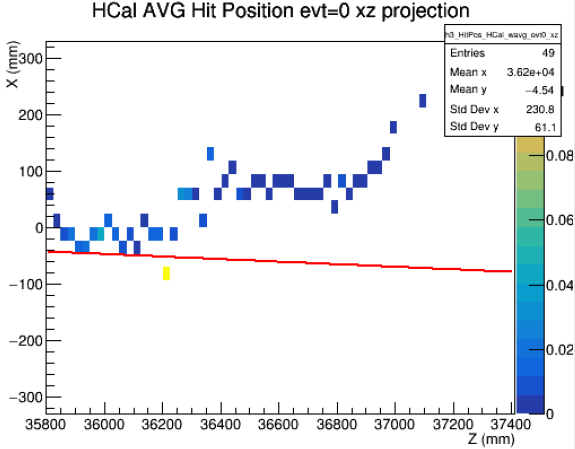 HCal AVG Hit Position evt=0 xz projection
h3_HitPos_HCal_wavg_evt0_xz
Entries 49
Mean x 3.62e+04
Mean y −4.54
Std Dev x 230.8
Std Dev y 61.1
X (mm)
300
200
100
0
−100
−200
−300
35800 36000 36200 36400 36600 36800 37000 37200 37400
Z (mm)
0.08
0.06
0.04
0.02
0